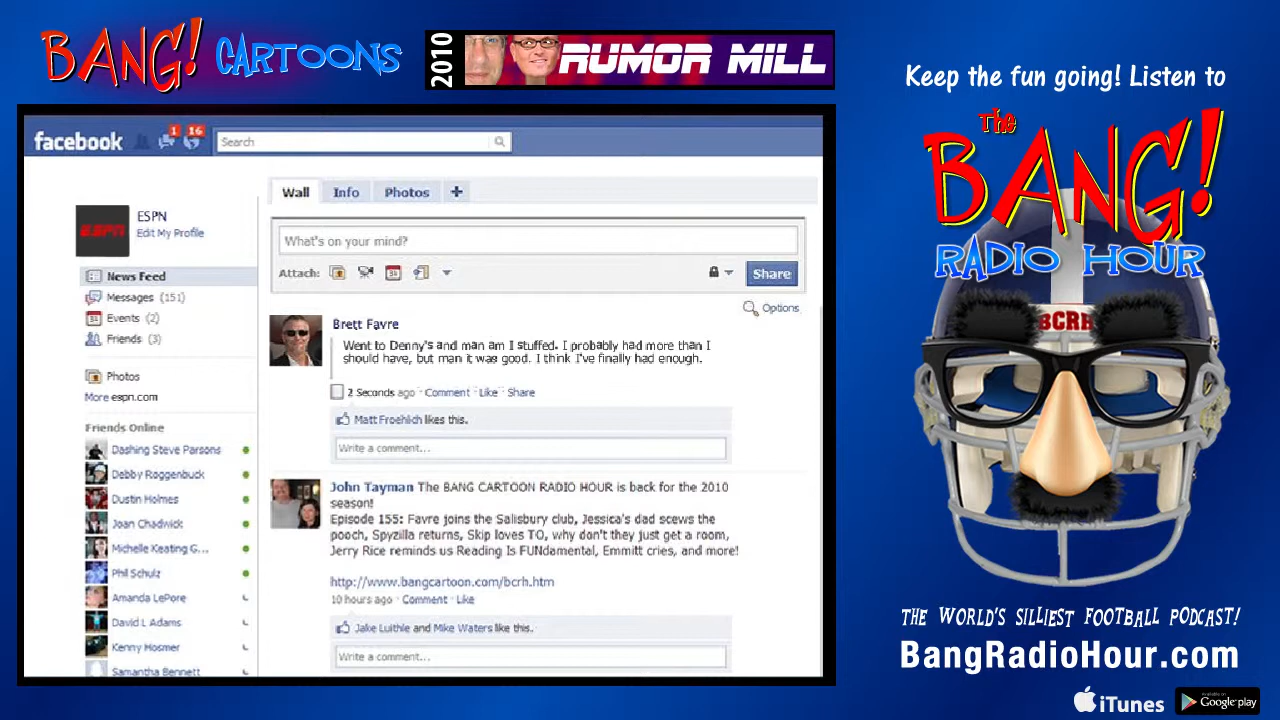 BANG! CARTOONS
2010
RUMOR MILL
Keep the fun going! Listen to
The
BANG!
RADIO HOUR
BCRH
THE WORLD'S SILLIEST FOOTBALL PODCAST!
BangRadioHour.com
iTunes
AVAILABLE ON
Google play
facebook
1
16
Search
ESPN
ESPN
Edit My Profile
News Feed
Messages (151)
31 Events (2)
Friends (3)
Photos
More espn.com
Friends Online
Dashing Steve Parsons
Debby Roggenbuck
Dustin Holmes
Joan Chadwick
Michelle Keating G...
Phil Schulz
Amanda LePore
David L Adams
Kenny Hosmer
Samantha Bennett
Wall Info Photos +
What's on your mind?
Attach: 31
Share
Options
Brett Favre
Went to Denny's and man am I stuffed. I probably had more than I
should have, but man it was good. I think I've finally had enough.
2 Seconds ago · Comment · Like · Share
Matt Froehlich likes this.
Write a comment...
John Tayman The BANG CARTOON RADIO HOUR is back for the 2010
season!
Episode 155: Favre joins the Salisbury club, Jessica's dad scews the
pooch, Spyzilla returns, Skip loves TO, why don't they just get a room,
Jerry Rice reminds us Reading Is FUNdamental, Emmitt cries, and more!
http://www.bangcartoon.com/bcrh.htm
10 hours ago · Comment · Like
Jake Luithle and Mike Waters like this.
Write a comment...